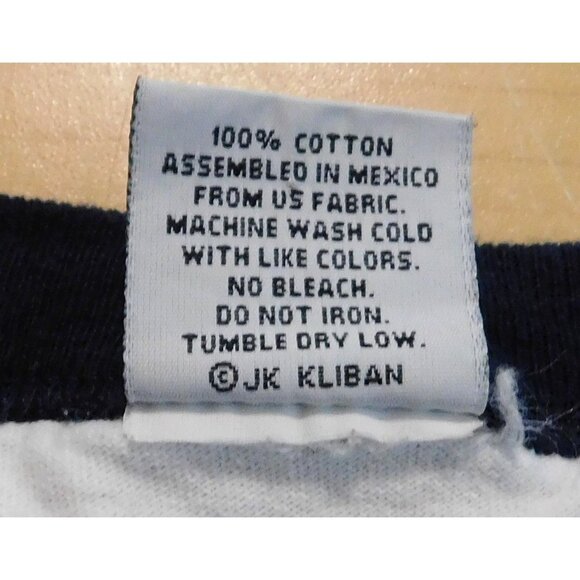 100% COTTON
ASSEMBLED IN MEXICO
FROM US FABRIC.
MACHINE WASH COLD
WITH LIKE COLORS.
NO BLEACH.
DO NOT IRON.
TUMBLE DRY LOW.
©JK KLIBAN